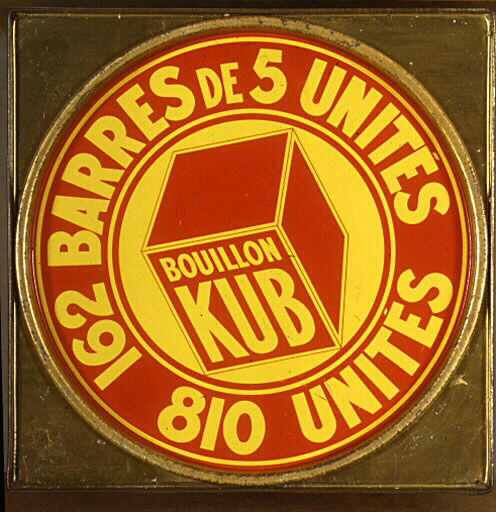 162 BARRES DE 5 UNITÉS
810 UNITÉS
BOUILLON
KUB